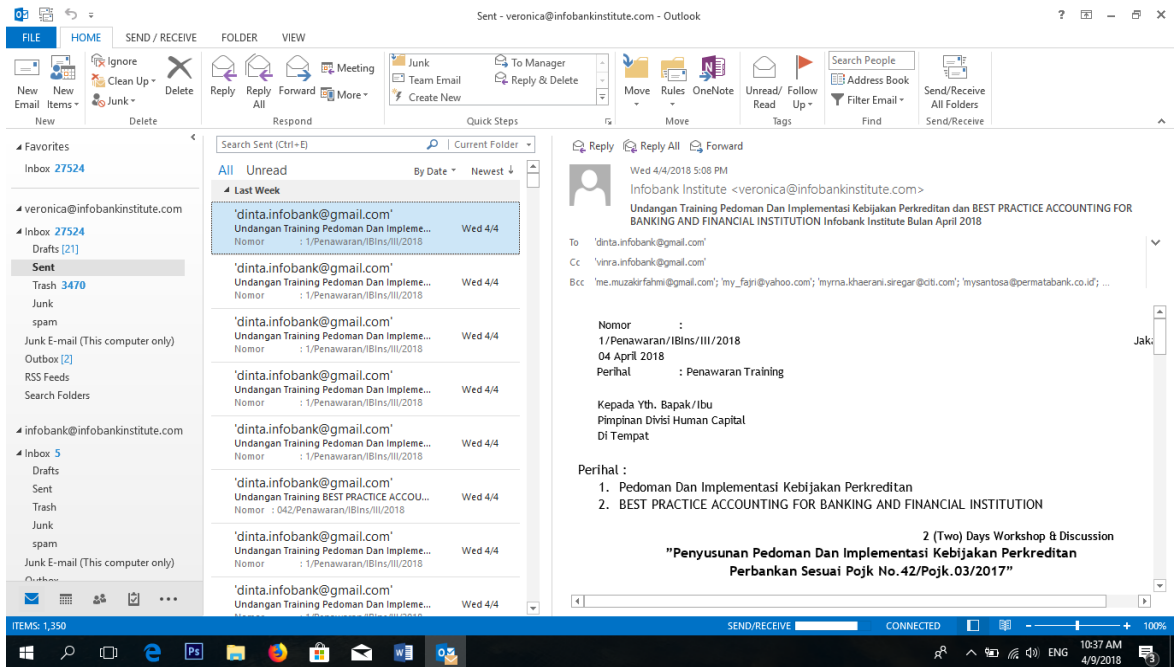 Sent - veronica@infobankinstitute.com - Outlook
FILE HOME SEND / RECEIVE FOLDER VIEW
New Email
New Items
Ignore
Clean Up
Junk
Delete
Reply
Reply All
Forward
Meeting
More
Junk
Team Email
Create New
To Manager
Reply & Delete
Move
Rules
OneNote
Unread/ Read
Follow Up
Search People
Address Book
Filter Email
Send/Receive All Folders
New Delete Respond Quick Steps Move Tags Find Send/Receive
Favorites
Inbox 27524
veronica@infobankinstitute.com
Inbox 27524
Drafts [21]
Sent
Trash 3470
Junk
spam
Junk E-mail (This computer only)
Outbox [2]
RSS Feeds
Search Folders
infobank@infobankinstitute.com
Inbox 5
Drafts
Sent
Trash
Junk
spam
Junk E-mail (This computer only)
Search Sent (Ctrl+E) Current Folder
All Unread By Date Newest
Last Week
'dinta.infobank@gmail.com'
Undangan Training Pedoman Dan Impleme... Wed 4/4
Nomor : 1/Penawaran/IBIns/III/2018
'dinta.infobank@gmail.com'
Undangan Training Pedoman Dan Impleme... Wed 4/4
Nomor : 1/Penawaran/IBIns/III/2018
'dinta.infobank@gmail.com'
Undangan Training Pedoman Dan Impleme... Wed 4/4
Nomor : 1/Penawaran/IBIns/III/2018
'dinta.infobank@gmail.com'
Undangan Training Pedoman Dan Impleme... Wed 4/4
Nomor : 1/Penawaran/IBIns/III/2018
'dinta.infobank@gmail.com'
Undangan Training Pedoman Dan Impleme... Wed 4/4
Nomor : 1/Penawaran/IBIns/III/2018
'dinta.infobank@gmail.com'
Undangan Training BEST PRACTICE ACCOU... Wed 4/4
Nomor : 042/Penawaran/IBIns/III/2018
'dinta.infobank@gmail.com'
Undangan Training Pedoman Dan Impleme... Wed 4/4
Nomor : 1/Penawaran/IBIns/III/2018
'dinta.infobank@gmail.com'
Undangan Training Pedoman Dan Impleme... Wed 4/4
Reply Reply All Forward
Wed 4/4/2018 5:08 PM
Infobank Institute <veronica@infobankinstitute.com>
Undangan Training Pedoman Dan Implementasi Kebijakan Perkreditan dan BEST PRACTICE ACCOUNTING FOR
BANKING AND FINANCIAL INSTITUTION Infobank Institute Bulan April 2018
To 'dinta.infobank@gmail.com'
Cc 'vinra.infobank@gmail.com'
Bcc 'me.muzakirfahmi@gmail.com'; 'my_fajri@yahoo.com'; 'myrna.khaerani.siregar@citi.com'; 'mysantosa@permatabank.co.id'; ...
Nomor :
1/Penawaran/IBIns/III/2018 Jak
04 April 2018
Perihal : Penawaran Training
Kepada Yth. Bapak/Ibu
Pimpinan Divisi Human Capital
Di Tempat
Perihal :
1. Pedoman Dan Implementasi Kebijakan Perkreditan
2. BEST PRACTICE ACCOUNTING FOR BANKING AND FINANCIAL INSTITUTION
2 (Two) Days Workshop & Discussion
"Penyusunan Pedoman Dan Implementasi Kebijakan Perkreditan
Perbankan Sesuai Pojk No.42/Pojk.03/2017"
ITEMS: 1,350 SEND/RECEIVE CONNECTED 100%
ENG 10:37 AM
4/9/2018
3